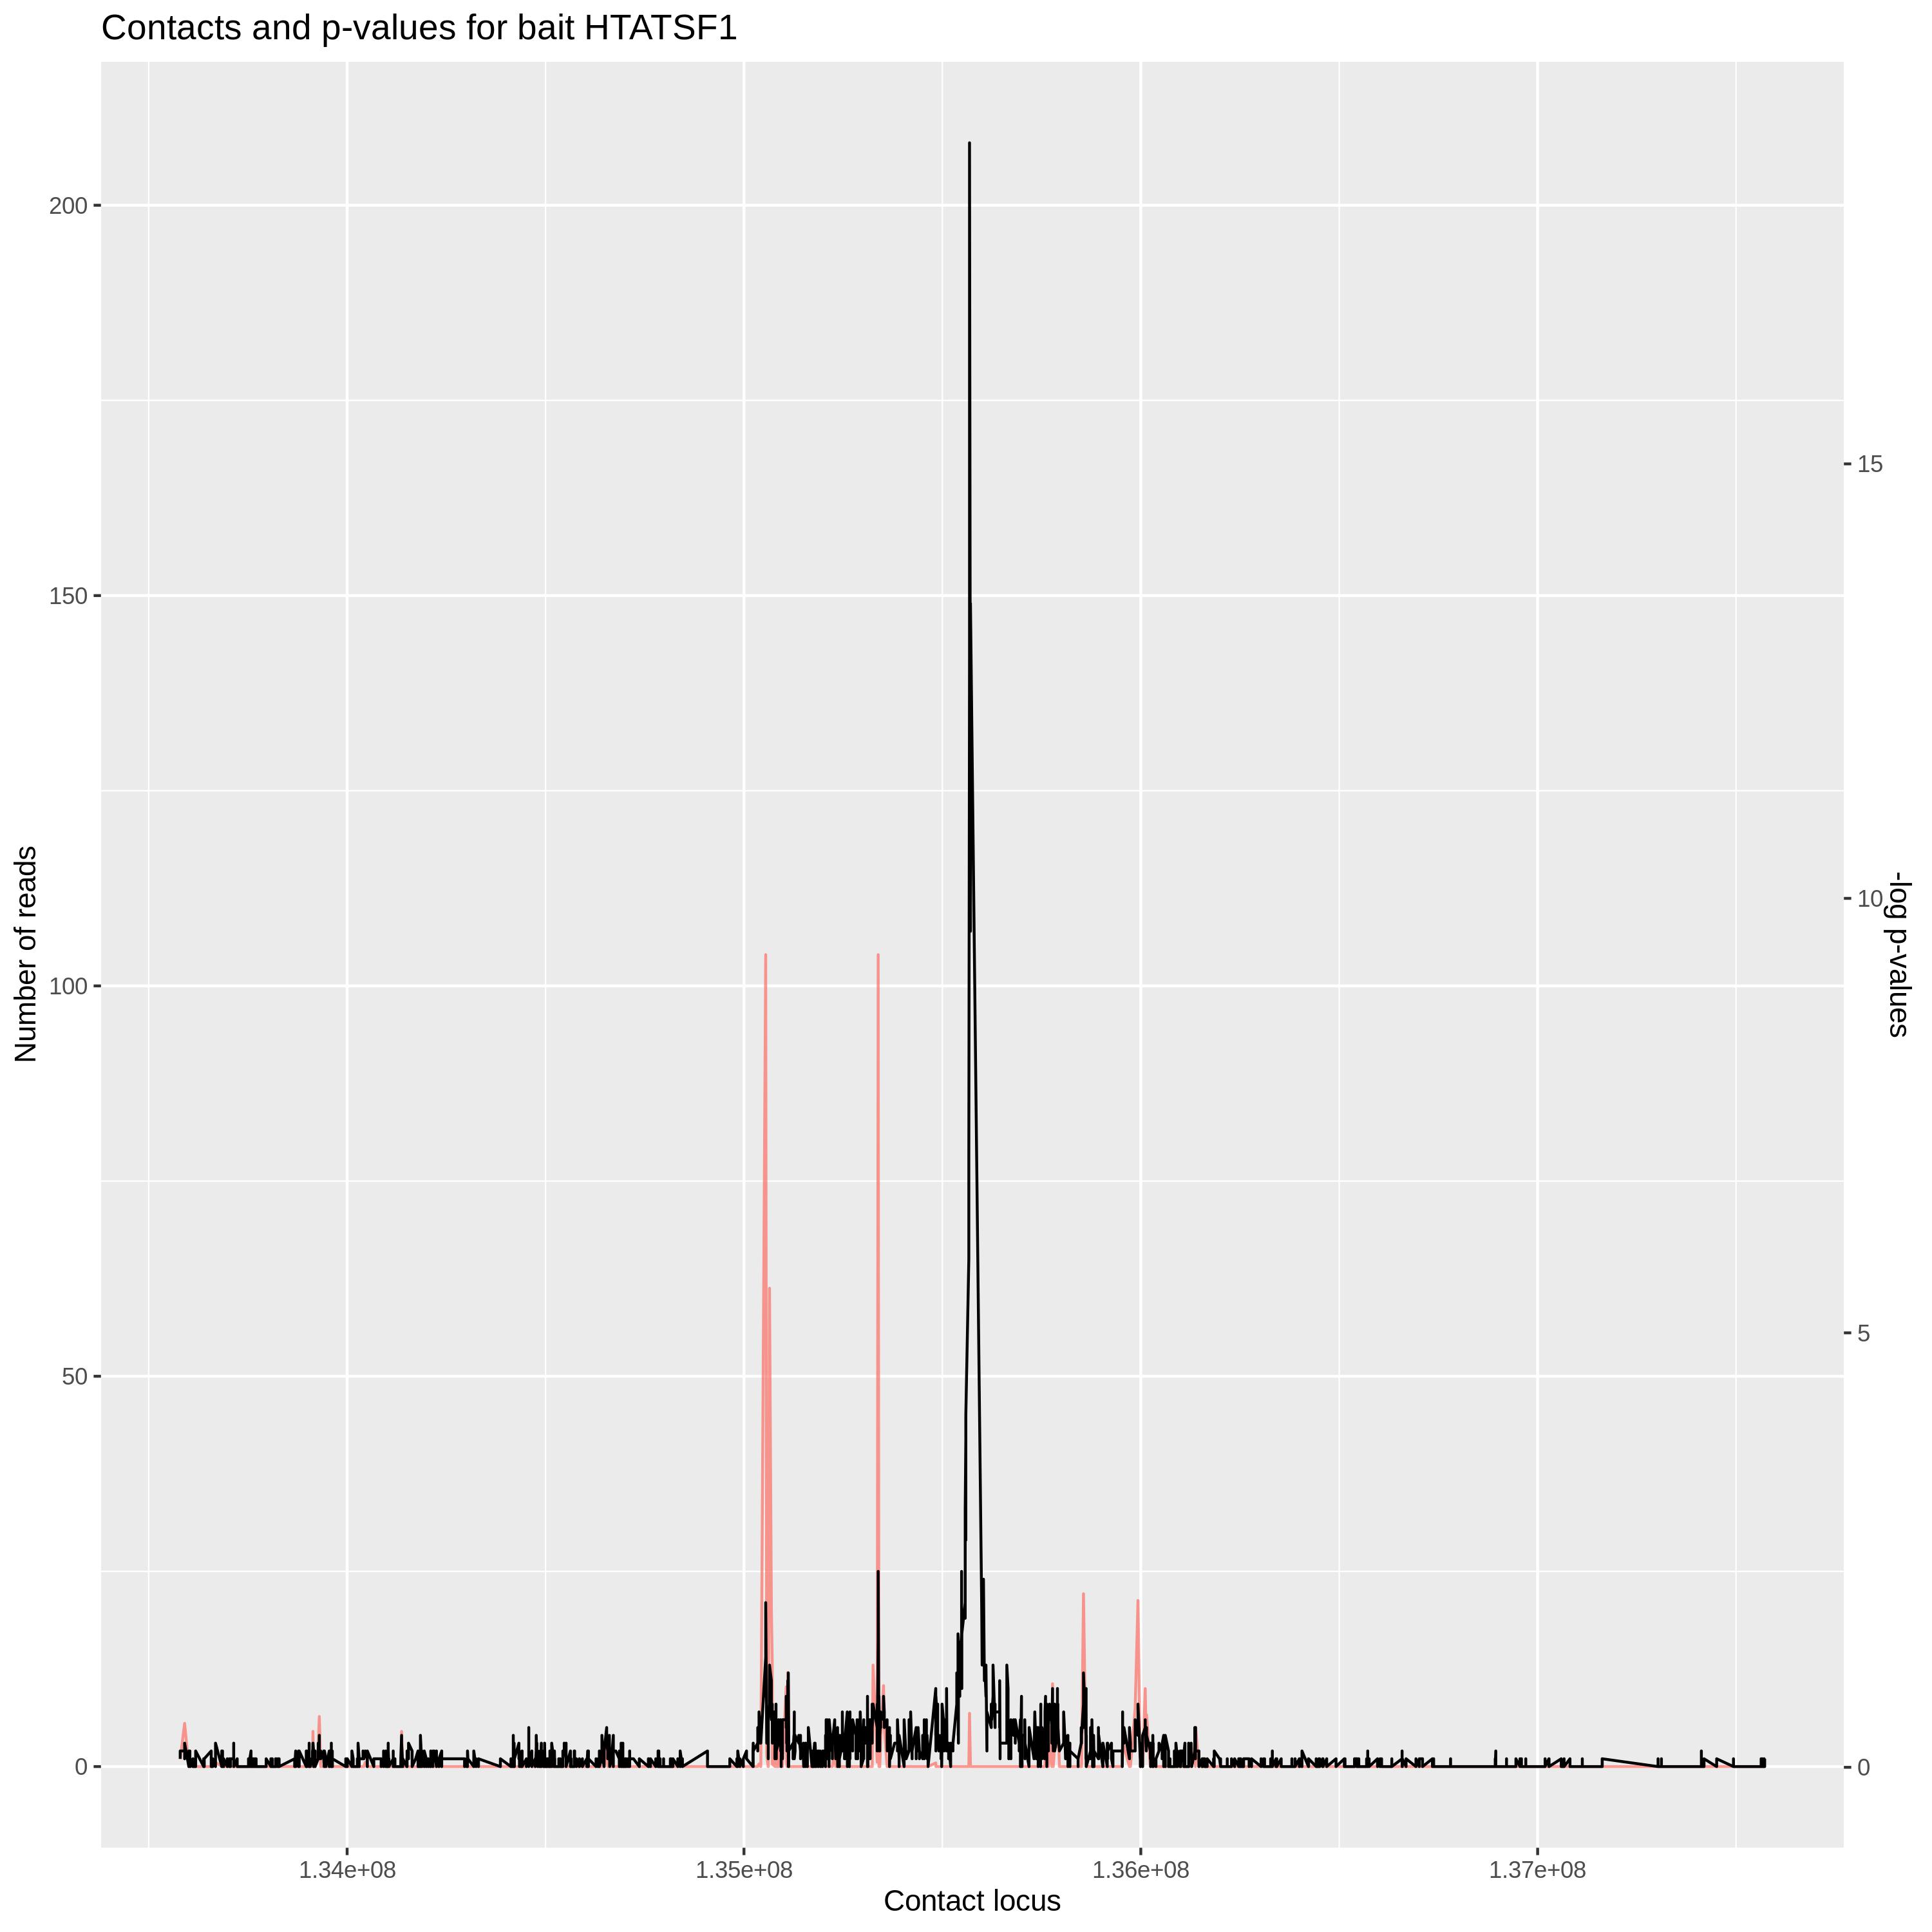 Contacts and p-values for bait HTATSF1
Number of reads
200
150
100
50
0
15
10
5
0
-log p-values
1.34e+08 1.35e+08 1.36e+08 1.37e+08
Contact locus